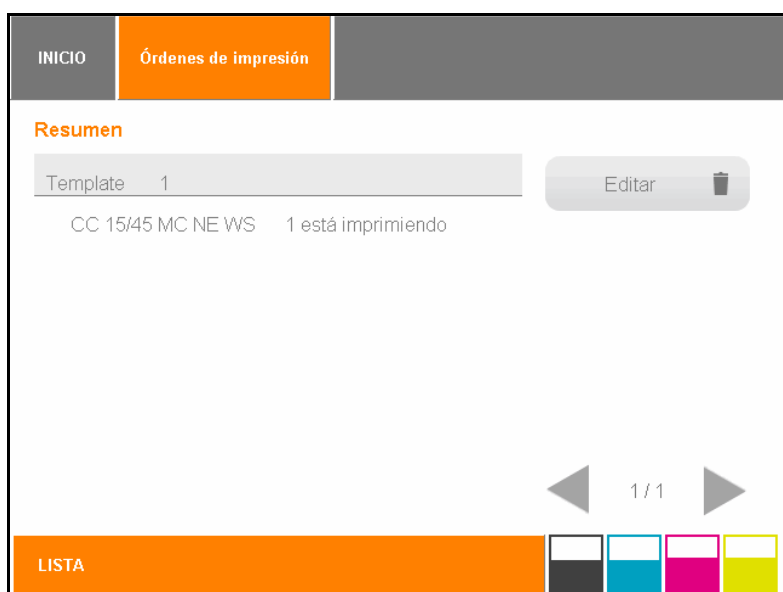 INICIO
Órdenes de impresión
Resumen
Template 1
Editar
CC 15/45 MC NE WS 1 está imprimiendo
1 / 1
LISTA